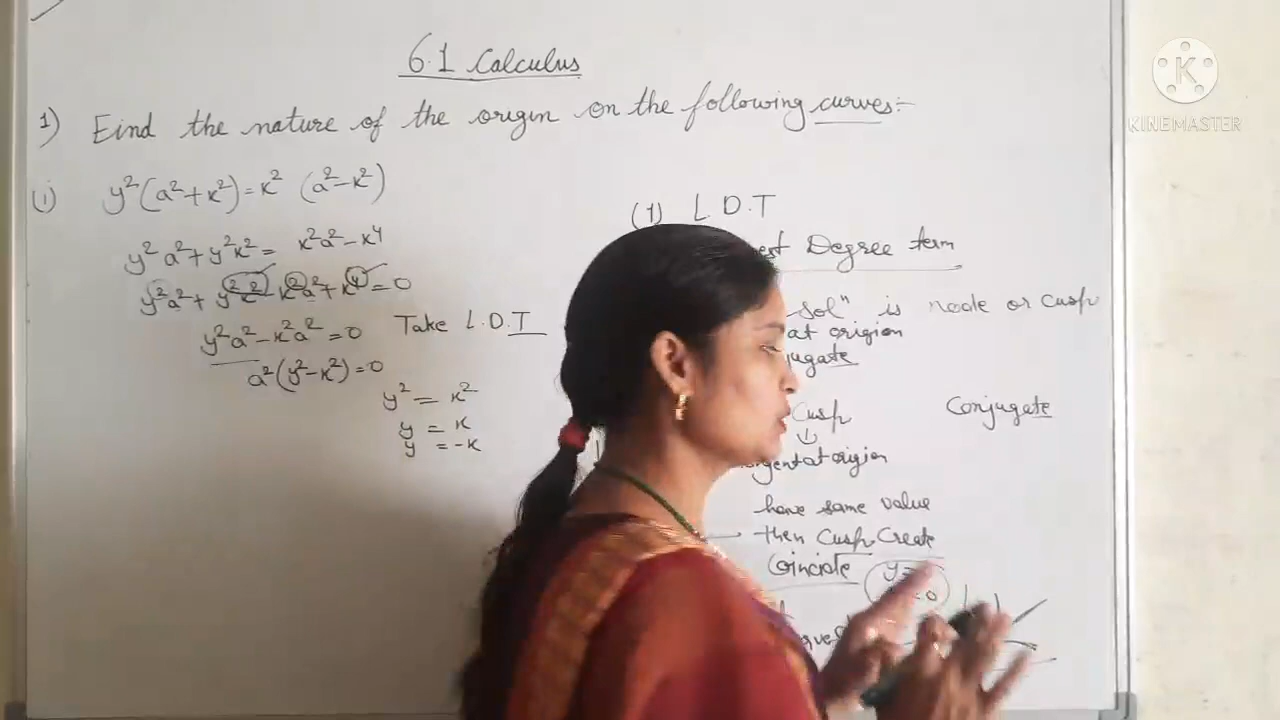 6.1 Calculus
1) Find the nature of the origin on the following curves:-
(i) y²(a²+x²)=x² (a²-x²)
y²a²+y²x²= x²a²-x⁴
y²a²+ y²x²- x²a²+x⁴=0
y²a²-x²a²=0 Take L.D.T
a²(y²-x²)=0
y² = x²
y = x
y = -x
(1) L.D.T
Degree term
is node or cusp
at origion
Cusp
Conjugate
at origion
have same value
then Cusp Create
Coincide
K
KINEMASTER